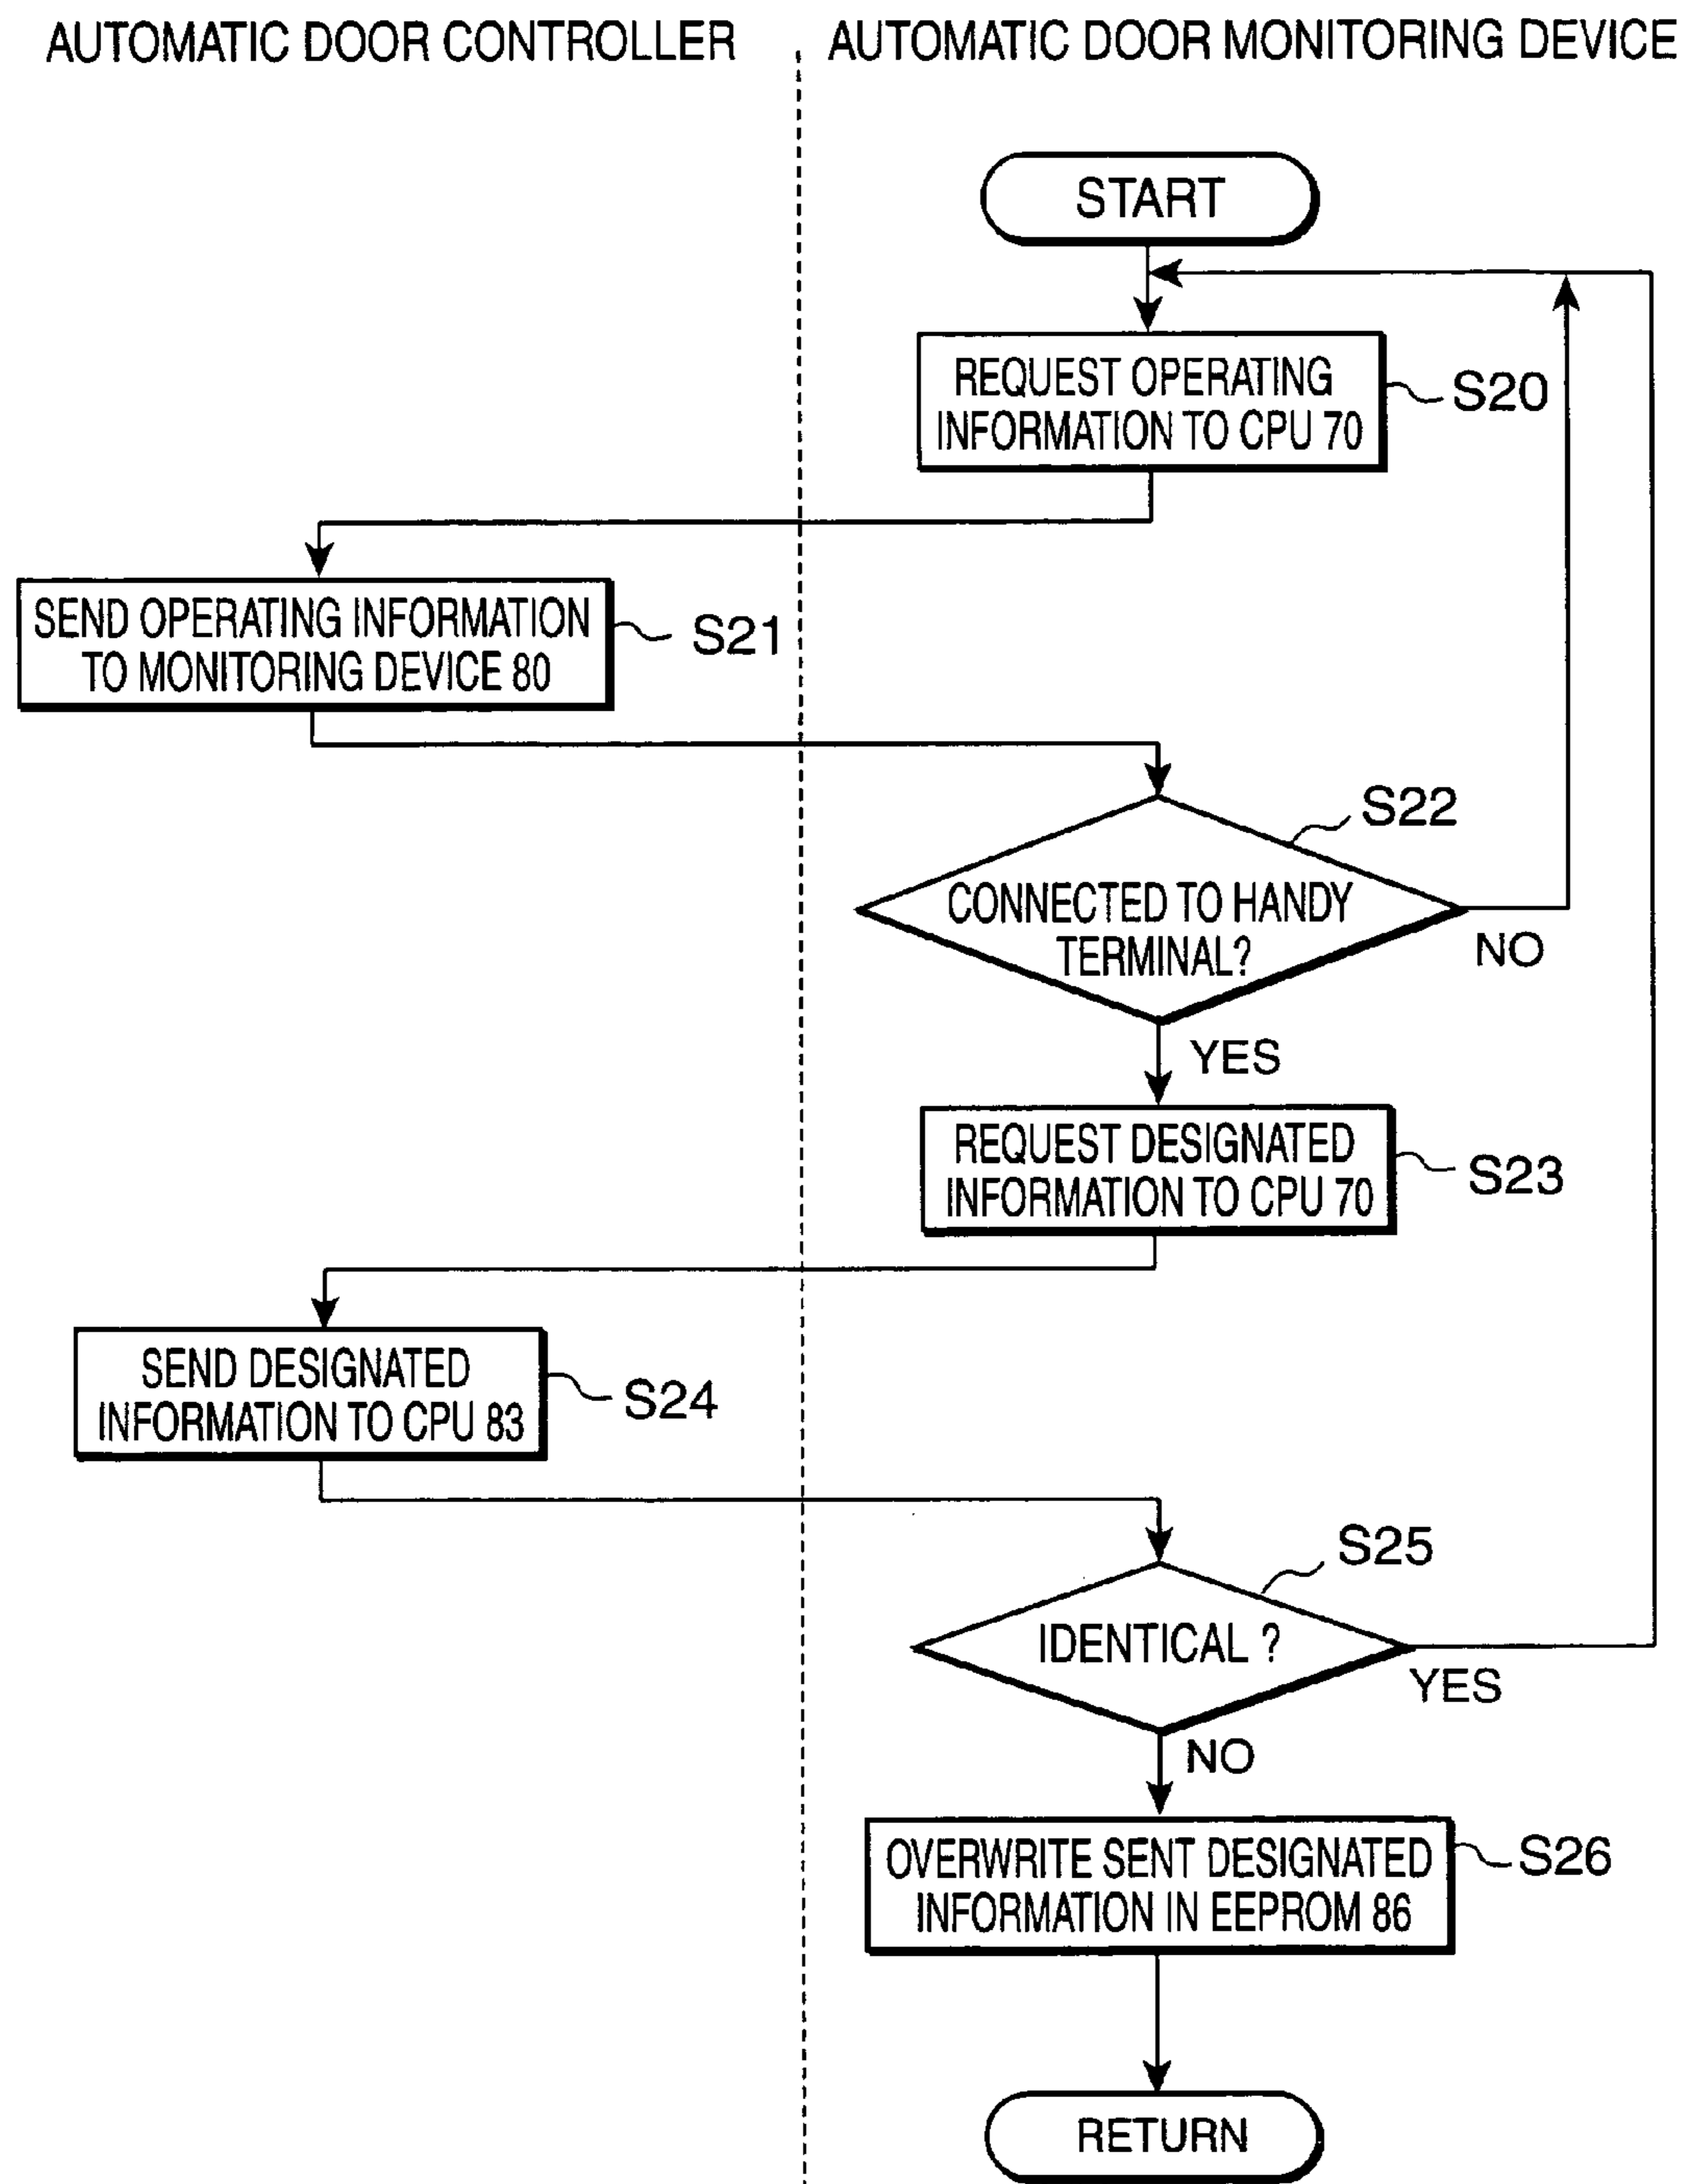 AUTOMATIC DOOR CONTROLLER
AUTOMATIC DOOR MONITORING DEVICE
START
REQUEST OPERATING
INFORMATION TO CPU 70
S20
SEND OPERATING INFORMATION
TO MONITORING DEVICE 80
S21
S22
CONNECTED TO HANDY
TERMINAL?
NO
YES
REQUEST DESIGNATED
INFORMATION TO CPU 70
S23
SEND DESIGNATED
INFORMATION TO CPU 83
S24
S25
IDENTICAL ?
YES
NO
OVERWRITE SENT DESIGNATED
INFORMATION IN EEPROM 86
S26
RETURN